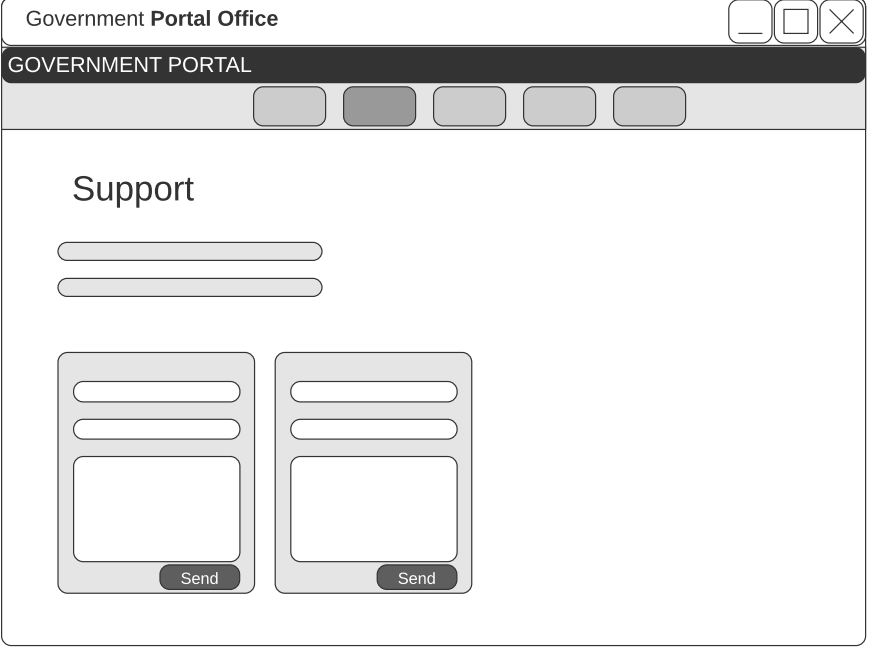 Government Portal Office
GOVERNMENT PORTAL
Support
Send
Send